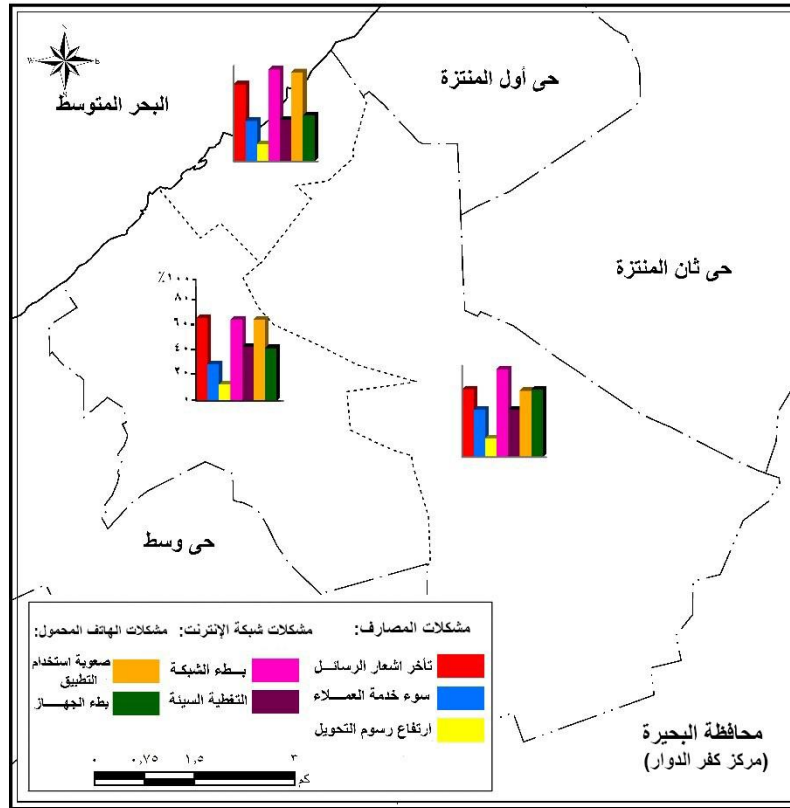 N
W
E
S
حى أول المنتزة
البحر المتوسط
حى ثان المنتزة
٪١٠٠
٨٠
٦٠
٤٠
٢٠
٠
حى وسط
مشكلات المصارف:
تأخر اشعار الرسائل
سوء خدمة العملاء
ارتفاع رسوم التحويل
مشكلات شبكة الإنترنت:
بطء الشبكة
التغطية السيئة
مشكلات الهاتف المحمول:
صعوبة استخدام
التطبيق
بطء الجهاز
٠ ٠,٧٥ ١,٥ ٣
كم
محافظة البحيرة
(مركز كفر الدوار)